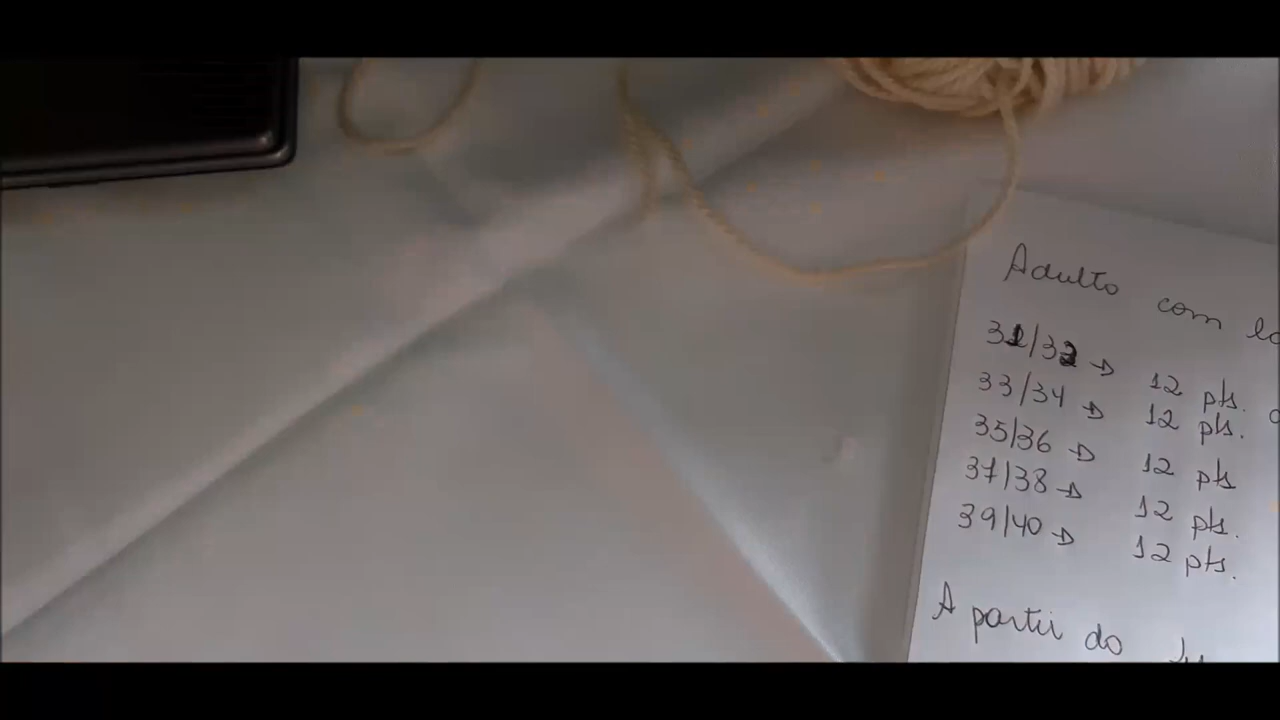 Adulto com
31/32 → 12 pts.
33/34 → 12 pts.
35/36 → 12 pts
37/38 → 12 pts.
39/40 → 12 pts.
A partir do